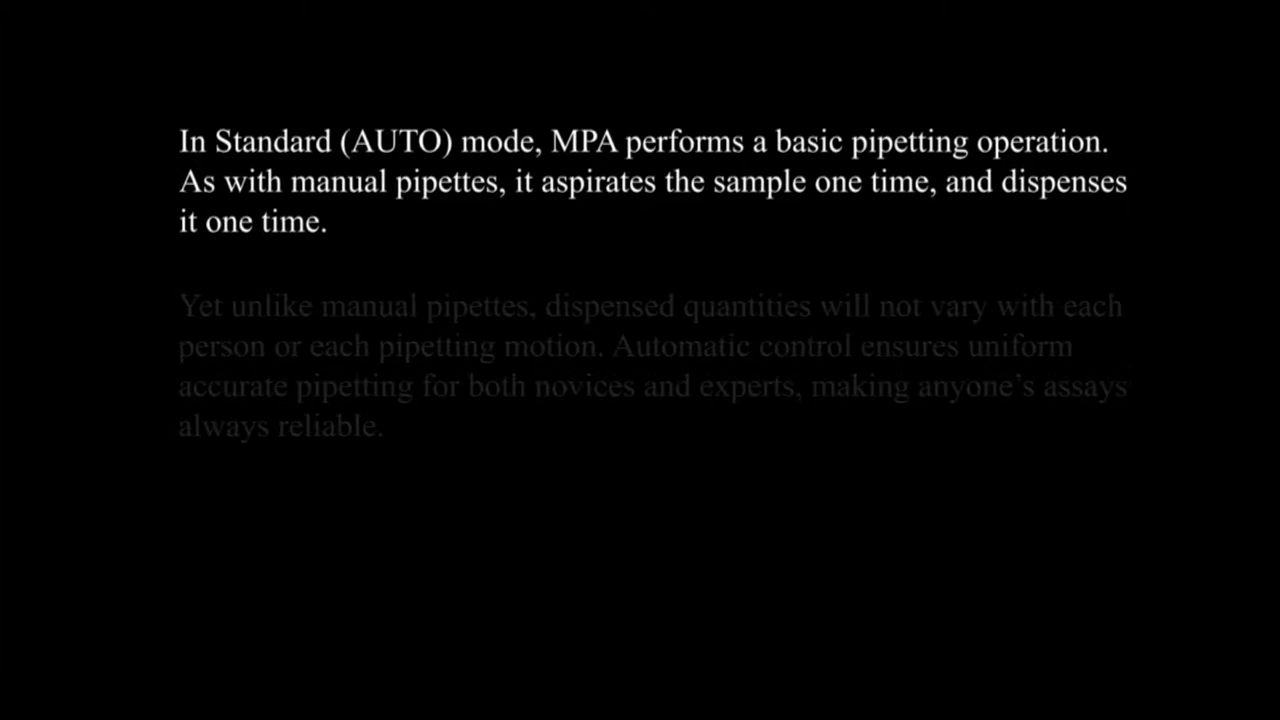 In Standard (AUTO) mode, MPA performs a basic pipetting operation.
As with manual pipettes, it aspirates the sample one time, and dispenses
it one time.
Yet unlike manual pipettes, dispensed quantities will not vary with each
person or each pipetting motion. Automatic control ensures uniform
accurate pipetting for both novices and experts, making anyone’s assays
always reliable.